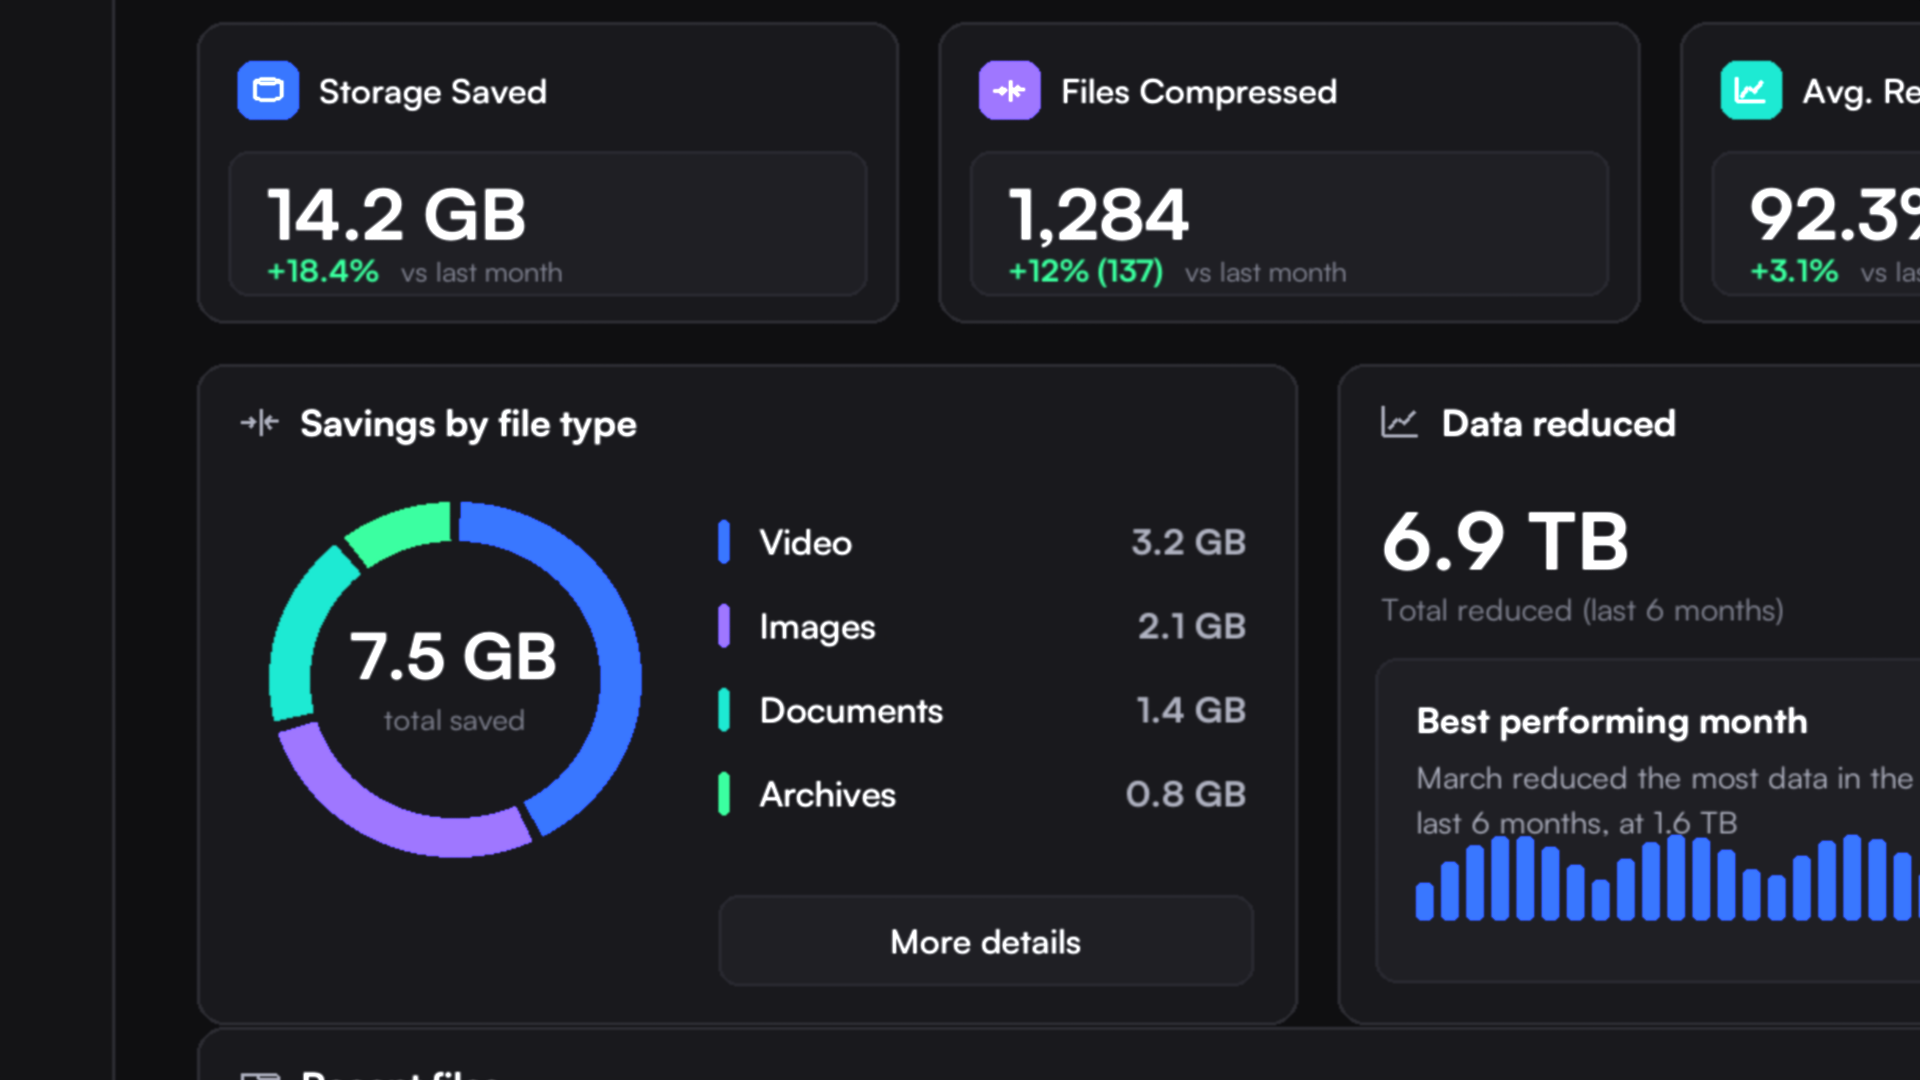 Storage Saved
14.2 GB
+18.4% vs last month
Files Compressed
1,284
+12% (137) vs last month
Avg.
+3.1% vs
Savings by file type
7.5 GB
total saved
Video 3.2 GB
Images 2.1 GB
Documents 1.4 GB
Archives 0.8 GB
More details
Data reduced
6.9 TB
Total reduced (last 6 months)
Best performing month
March reduced the most data in the
last 6 months, at 1.6 TB
Recent files